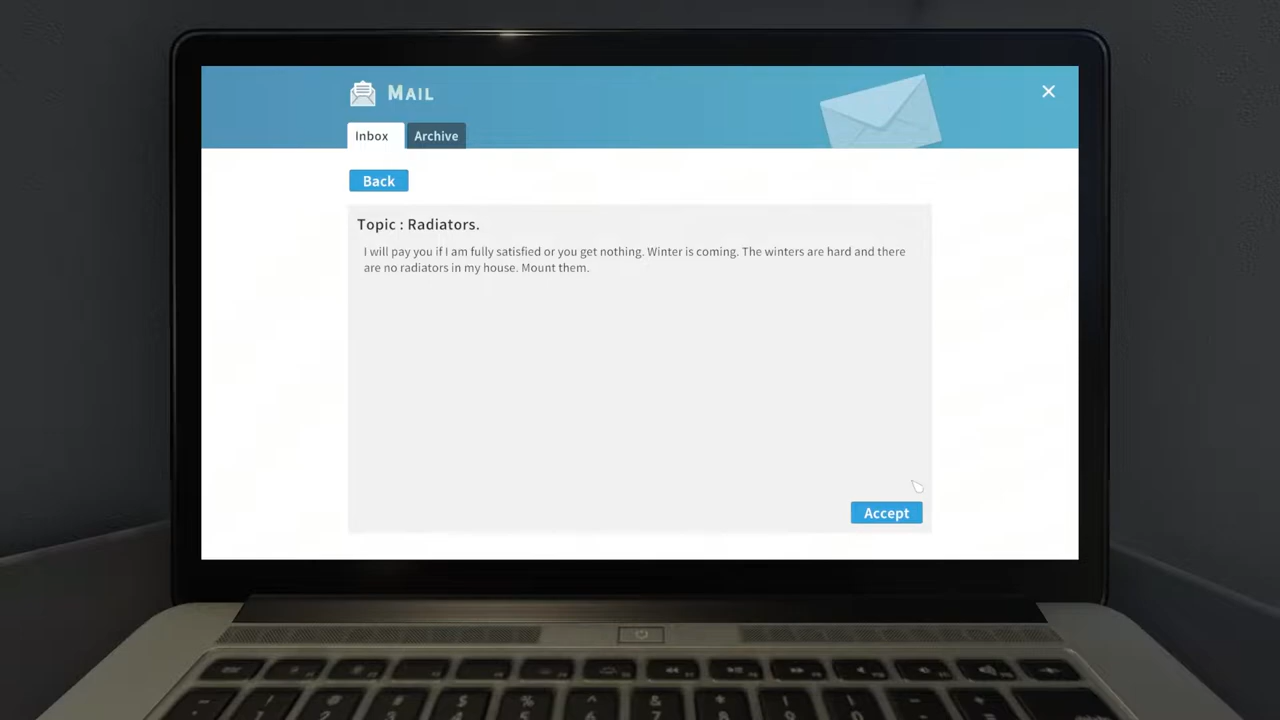 MAIL
Inbox
Archive
Back
Topic : Radiators.
I will pay you if I am fully satisfied or you get nothing. Winter is coming. The winters are hard and there
are no radiators in my house. Mount them.
Accept